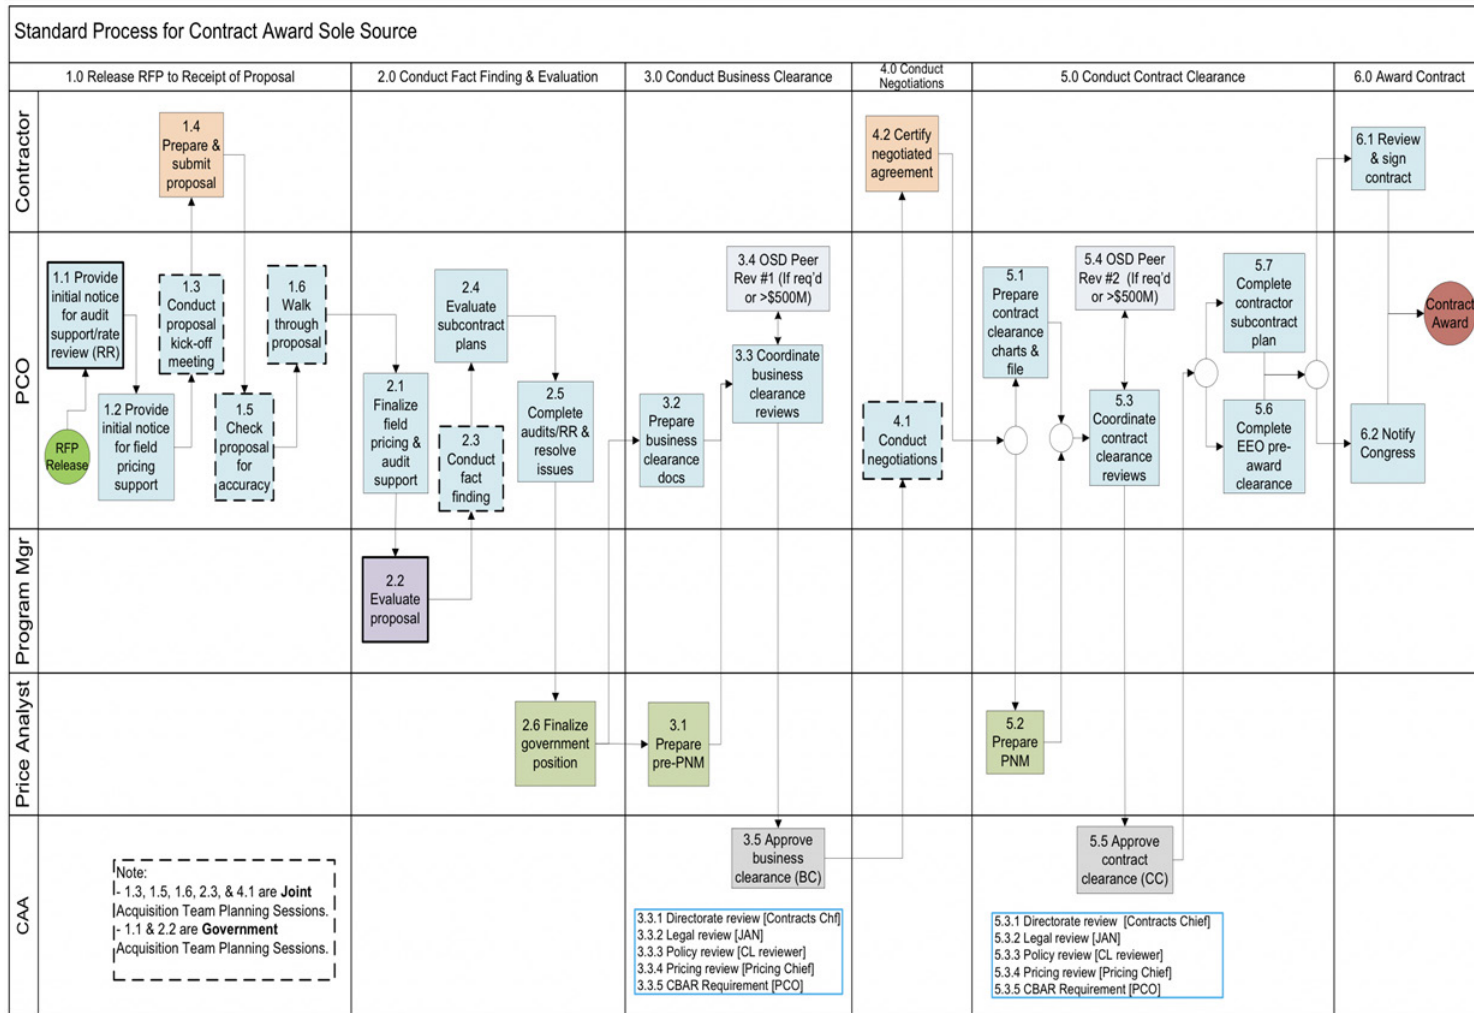 Standard Process for Contract Award Sole Source
1.0 Release RFP to Receipt of Proposal
2.0 Conduct Fact Finding & Evaluation
3.0 Conduct Business Clearance
4.0 Conduct
Negotiations
5.0 Conduct Contract Clearance
6.0 Award Contract
Contractor
1.4
Prepare &
submit
proposal
4.2 Certify
negotiated
agreement
6.1 Review
& sign
contract
PCO
1.1 Provide
initial notice
for audit
support/rate
review (RR)
RFP
Release
1.2 Provide
initial notice
for field
pricing
support
1.3
Conduct
proposal
kick-off
meeting
1.5
Check
proposal
for
accuracy
1.6
Walk
through
proposal
2.1
Finalize
field
pricing &
audit
support
2.4
Evaluate
subcontract
plans
2.3
Conduct
fact
finding
2.5
Complete
audits/RR &
resolve
issues
3.2
Prepare
business
clearance
docs
3.4 OSD Peer
Rev #1 (If req'd
or >$500M)
3.3 Coordinate
business
clearance
reviews
4.1
Conduct
negotiations
5.1
Prepare
contract
clearance
charts &
file
5.4 OSD Peer
Rev #2 (If req'd
or >$500M)
5.3
Coordinate
contract
clearance
reviews
5.7
Complete
contractor
subcontract
plan
5.6
Complete
EEO pre-
award
clearance
6.2 Notify
Congress
Contract
Award
Program Mgr
2.2
Evaluate
proposal
Price Analyst
2.6 Finalize
government
position
3.1
Prepare
pre-PNM
5.2
Prepare
PNM
CAA
Note:
- 1.3, 1.5, 1.6, 2.3, & 4.1 are Joint
Acquisition Team Planning Sessions.
- 1.1 & 2.2 are Government
Acquisition Team Planning Sessions.
3.5 Approve
business
clearance (BC)
3.3.1 Directorate review [Contracts Chf]
3.3.2 Legal review [JAN]
3.3.3 Policy review [CL reviewer]
3.3.4 Pricing review [Pricing Chief]
3.3.5 CBAR Requirement [PCO]
5.5 Approve
contract
clearance (CC)
5.3.1 Directorate review [Contracts Chief]
5.3.2 Legal review [JAN]
5.3.3 Policy review [CL reviewer]
5.3.4 Pricing review [Pricing Chief]
5.3.5 CBAR Requirement [PCO]